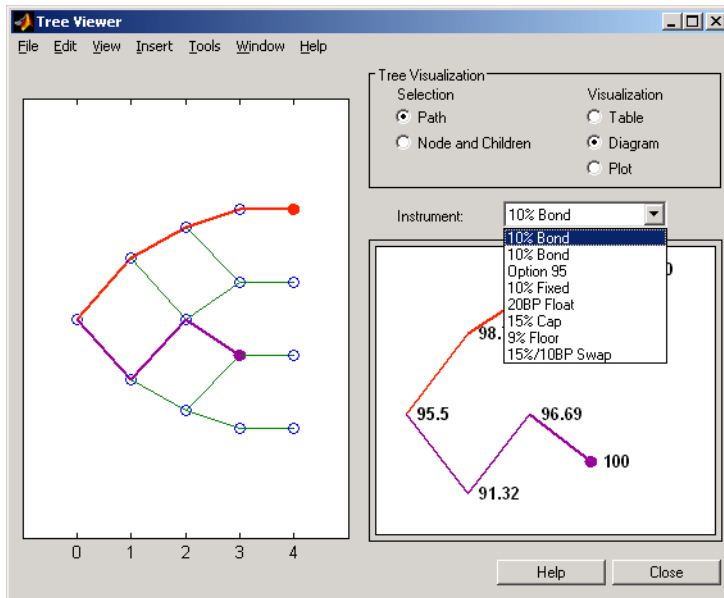 Tree Viewer
File Edit View Insert Tools Window Help
Tree Visualization
Selection
Path
Node and Children
Visualization
Table
Diagram
Plot
Instrument:
10% Bond
10% Bond
10% Bond
Option 95
10% Fixed
20BP Float
15% Cap
9% Floor
15%/10BP Swap
98.
95.5
96.69
100
91.32
0 1 2 3 4
Help Close